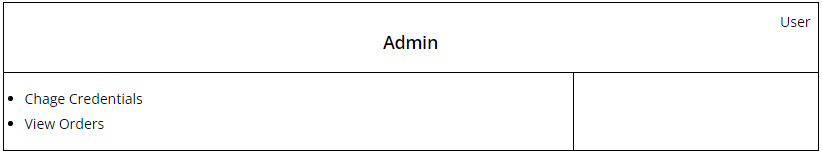 User
Admin
Chage Credentials
View Orders